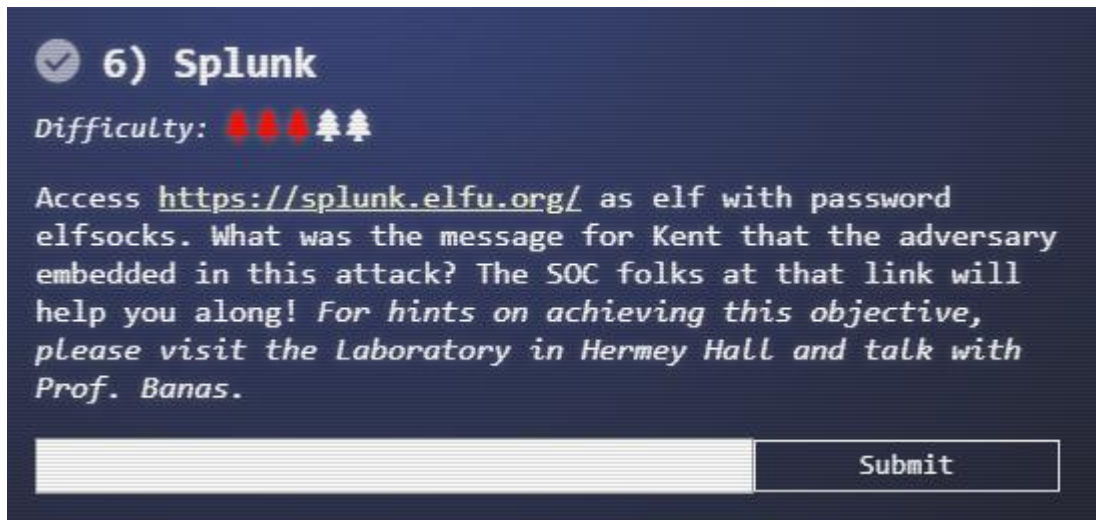 6) Splunk
Difficulty:
Access https://splunk.elfu.org/ as elf with password
elfsocks. What was the message for Kent that the adversary
embedded in this attack? The SOC folks at that link will
help you along! For hints on achieving this objective,
please visit the Laboratory in Hermey Hall and talk with
Prof. Banas.
Submit